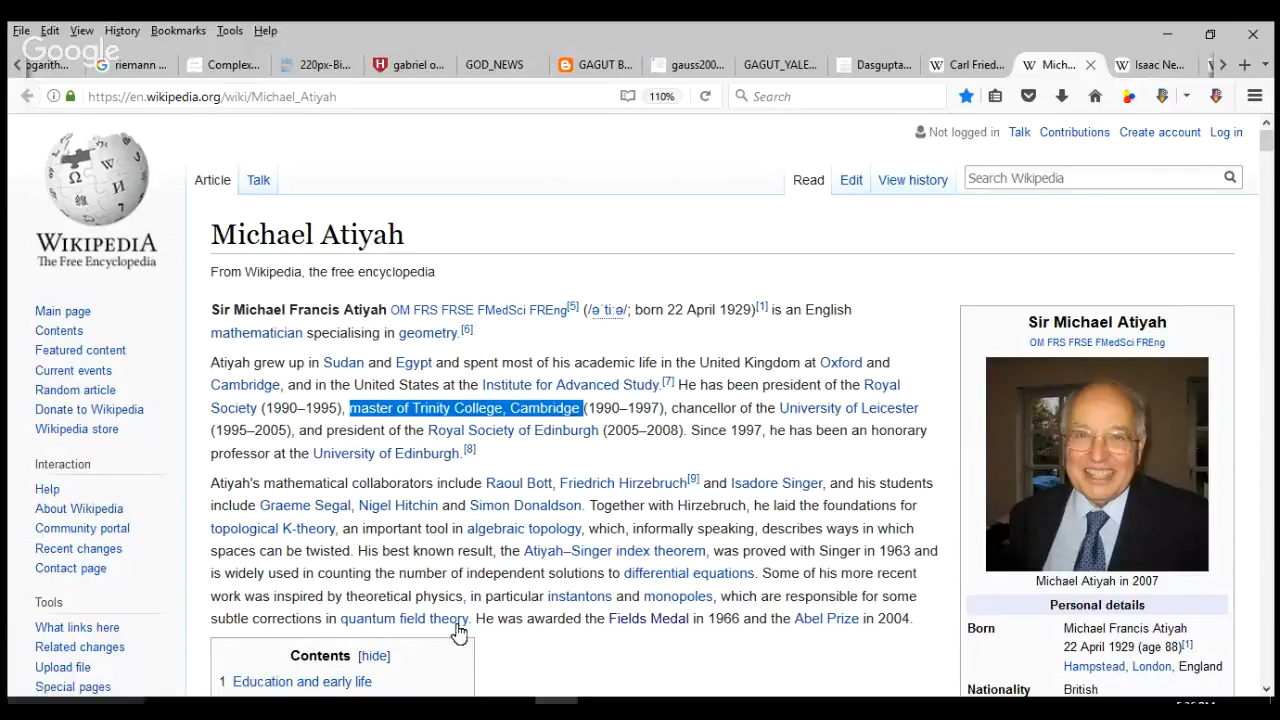 File Edit View History Bookmarks Tools Help
Google
ogarith... riemann ... Complex... 220px-Bi... gabriel o... GOD_NEWS GAGUT B... gauss200... GAGUT_YALE... Dasgupta... Carl Fried... Mich... Isaac Ne...
https://en.wikipedia.org/wiki/Michael_Atiyah 110% Search
Not logged in Talk Contributions Create account Log in
Article Talk Read Edit View history Search Wikipedia
WIKIPEDIA
The Free Encyclopedia
Main page
Contents
Featured content
Current events
Random article
Donate to Wikipedia
Wikipedia store
Interaction
Help
About Wikipedia
Community portal
Recent changes
Contact page
Tools
What links here
Related changes
Upload file
Special pages
Michael Atiyah
From Wikipedia, the free encyclopedia
Sir Michael Francis Atiyah OM FRS FRSE FMedSci FREng[5] (/əˈtiːə/; born 22 April 1929)[1] is an English
mathematician specialising in geometry.[6]
Atiyah grew up in Sudan and Egypt and spent most of his academic life in the United Kingdom at Oxford and
Cambridge, and in the United States at the Institute for Advanced Study.[7] He has been president of the Royal
Society (1990–1995), master of Trinity College, Cambridge (1990–1997), chancellor of the University of Leicester
(1995–2005), and president of the Royal Society of Edinburgh (2005–2008). Since 1997, he has been an honorary
professor at the University of Edinburgh.[8]
Atiyah's mathematical collaborators include Raoul Bott, Friedrich Hirzebruch[9] and Isadore Singer, and his students
include Graeme Segal, Nigel Hitchin and Simon Donaldson. Together with Hirzebruch, he laid the foundations for
topological K-theory, an important tool in algebraic topology, which, informally speaking, describes ways in which
spaces can be twisted. His best known result, the Atiyah–Singer index theorem, was proved with Singer in 1963 and
is widely used in counting the number of independent solutions to differential equations. Some of his more recent
work was inspired by theoretical physics, in particular instantons and monopoles, which are responsible for some
subtle corrections in quantum field theory. He was awarded the Fields Medal in 1966 and the Abel Prize in 2004.
Contents [hide]
1 Education and early life
Sir Michael Atiyah
OM FRS FRSE FMedSci FREng
Michael Atiyah in 2007
Personal details
Born Michael Francis Atiyah
22 April 1929 (age 88)[1]
Hampstead, London, England
Nationality British